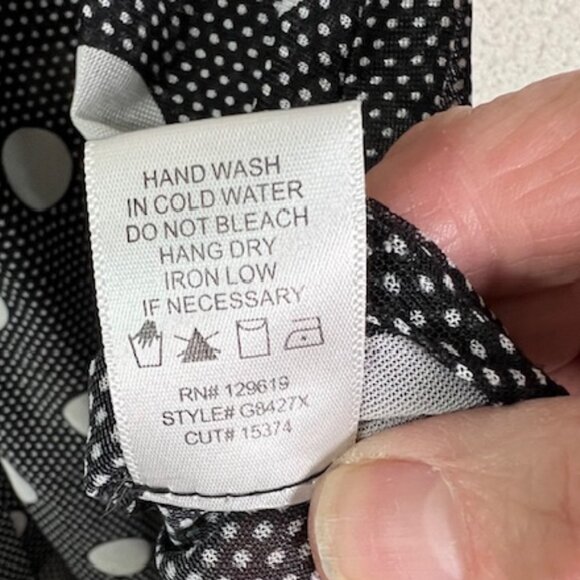 HAND WASH
IN COLD WATER
DO NOT BLEACH
HANG DRY
IRON LOW
IF NECESSARY
RN# 129619
STYLE# G8427X
CUT# 15374